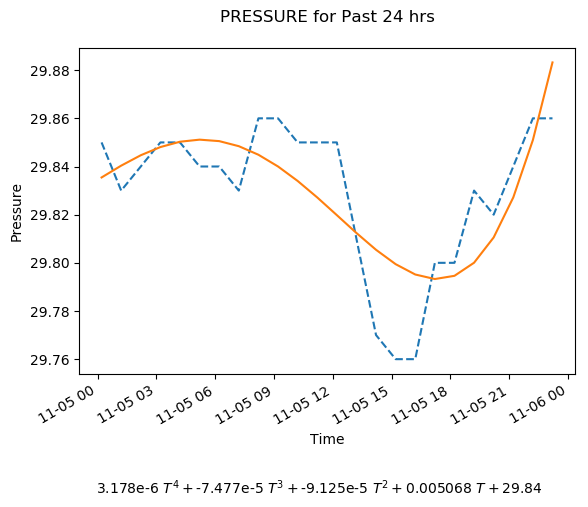 PRESSURE for Past 24 hrs
29.88
29.86
29.84
29.82
29.80
29.78
29.76
Pressure
11-05 00 11-05 03 11-05 06 11-05 09 11-05 12 11-05 15 11-05 18 11-05 21 11-06 00
Time
3.178e-6 T⁴ + -7.477e-5 T³ + -9.125e-5 T² + 0.005068 T + 29.84